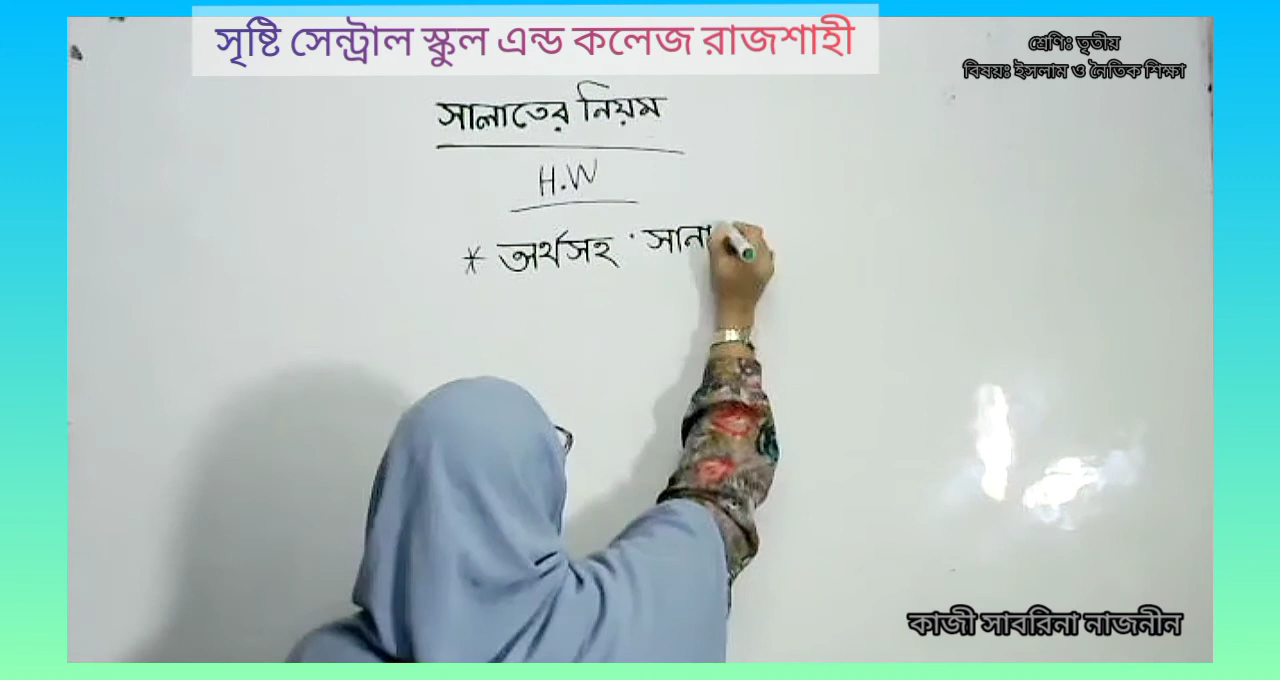 সৃষ্টি সেন্ট্রাল স্কুল এন্ড কলেজ রাজশাহী
শ্রেণিঃ তৃতীয়
বিষয়ঃ ইসলাম ও নৈতিক শিক্ষা
সালাতের নিয়ম
H.W
* অর্থসহ সানা
কাজী সাবরিনা নাজনীন